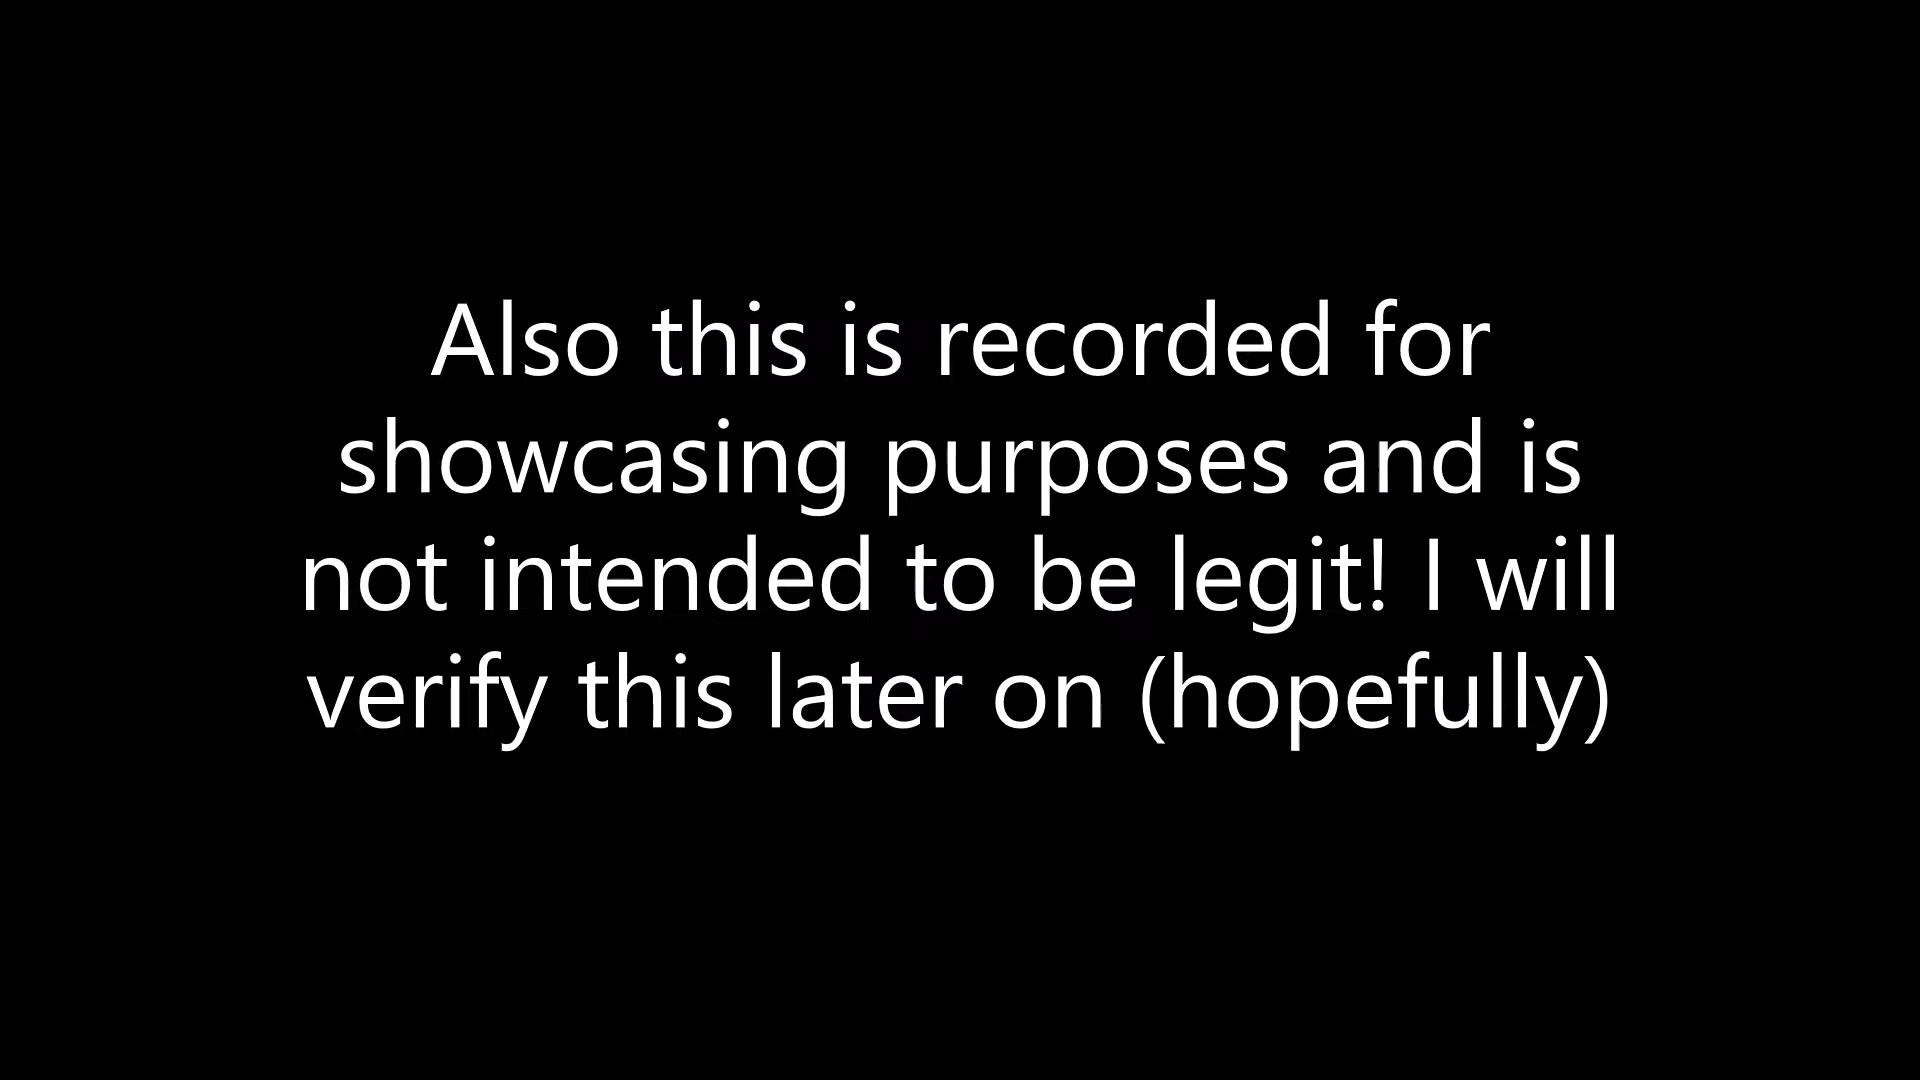 Also this is recorded for
showcasing purposes and is
not intended to be legit! I will
verify this later on (hopefully)